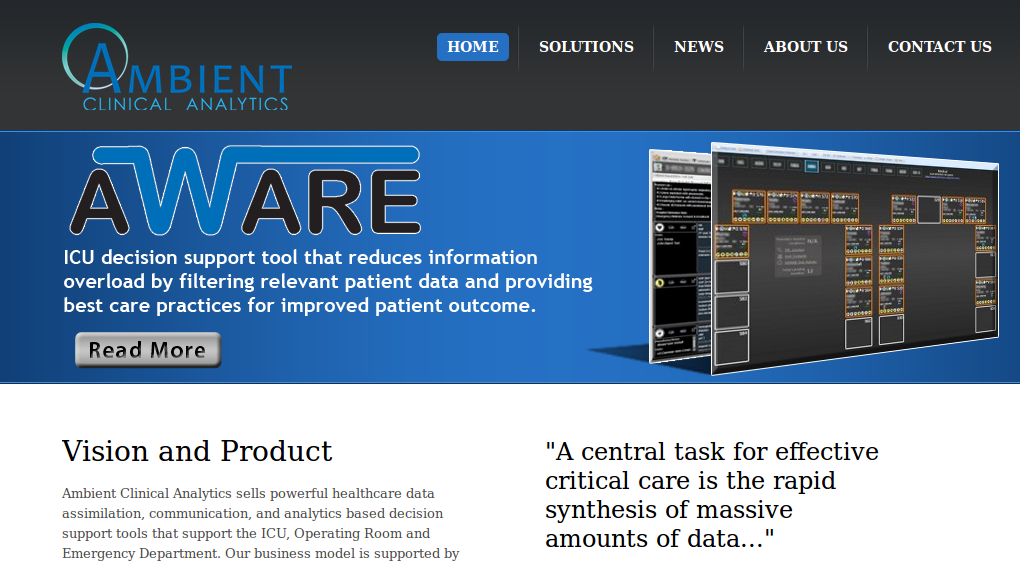 AMBIENT
CLINICAL ANALYTICS
HOME
SOLUTIONS
NEWS
ABOUT US
CONTACT US
AWARE
ICU decision support tool that reduces information
overload by filtering relevant patient data and providing
best care practices for improved patient outcome.
Read More
Vision and Product
Ambient Clinical Analytics sells powerful healthcare data
assimilation, communication, and analytics based decision
support tools that support the ICU, Operating Room and
Emergency Department. Our business model is supported by
"A central task for effective
critical care is the rapid
synthesis of massive
amounts of data..."